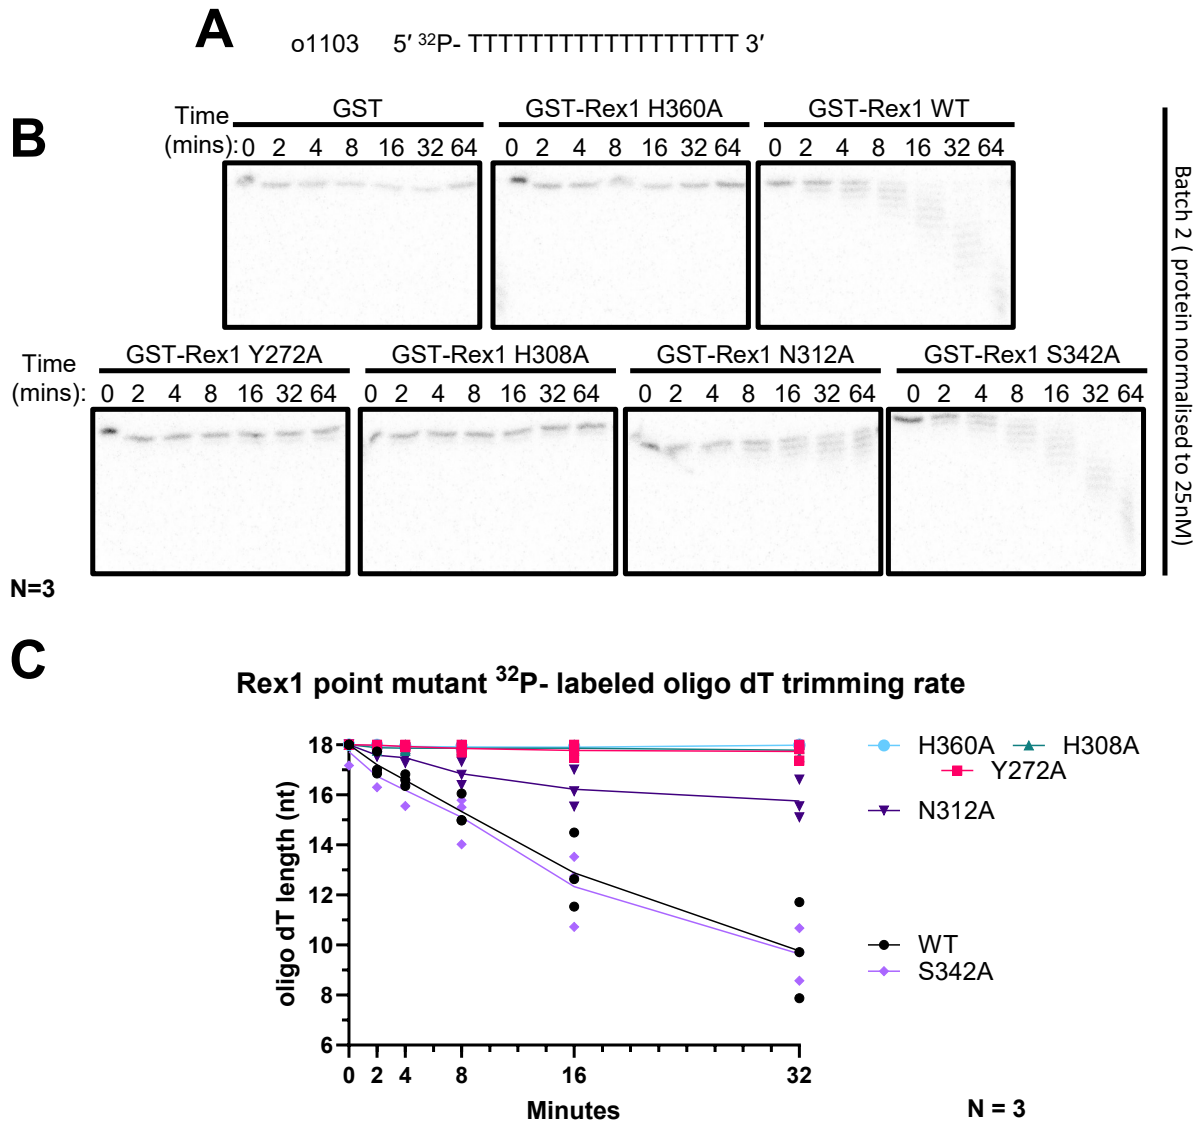 A
o1103 5′ ³²P- TTTTTTTTTTTTTTTTTT 3′
B
Time
(mins):
GST GST-Rex1 H360A GST-Rex1 WT
0 2 4 8 16 32 64 0 2 4 8 16 32 64 0 2 4 8 16 32 64
Time
(mins):
GST-Rex1 Y272A GST-Rex1 H308A GST-Rex1 N312A GST-Rex1 S342A
0 2 4 8 16 32 64 0 2 4 8 16 32 64 0 2 4 8 16 32 64 0 2 4 8 16 32 64
Batch 2 ( protein normalised to 25nM)
N=3
C
Rex1 point mutant ³²P- labeled oligo dT trimming rate
oligo dT length (nt)
18
16
14
12
10
8
6
0 2 4 8 16 32
Minutes
H360A H308A
Y272A
N312A
WT
S342A
N = 3